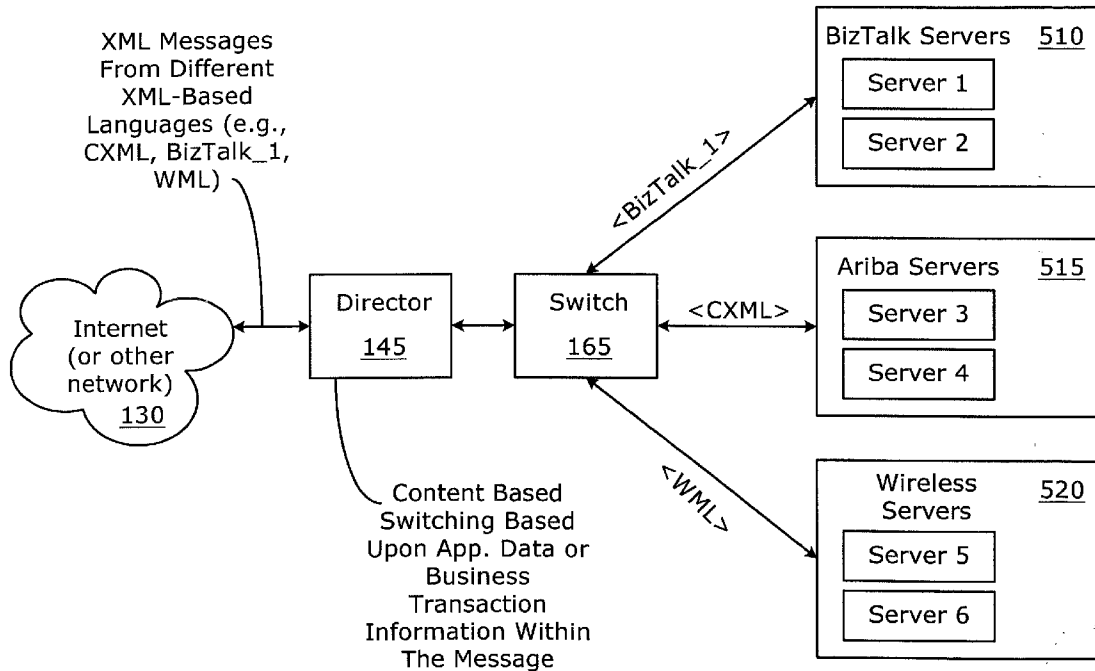 XML Messages
From Different
XML-Based
Languages (e.g.,
CXML, BizTalk_1,
WML)
Internet
(or other
network)
130
Director
145
Switch
165
Content Based
Switching Based
Upon App. Data or
Business
Transaction
Information Within
The Message
<BizTalk_1>
<CXML>
<WML>
BizTalk Servers 510
Server 1
Server 2
Ariba Servers 515
Server 3
Server 4
Wireless
Servers
520
Server 5
Server 6